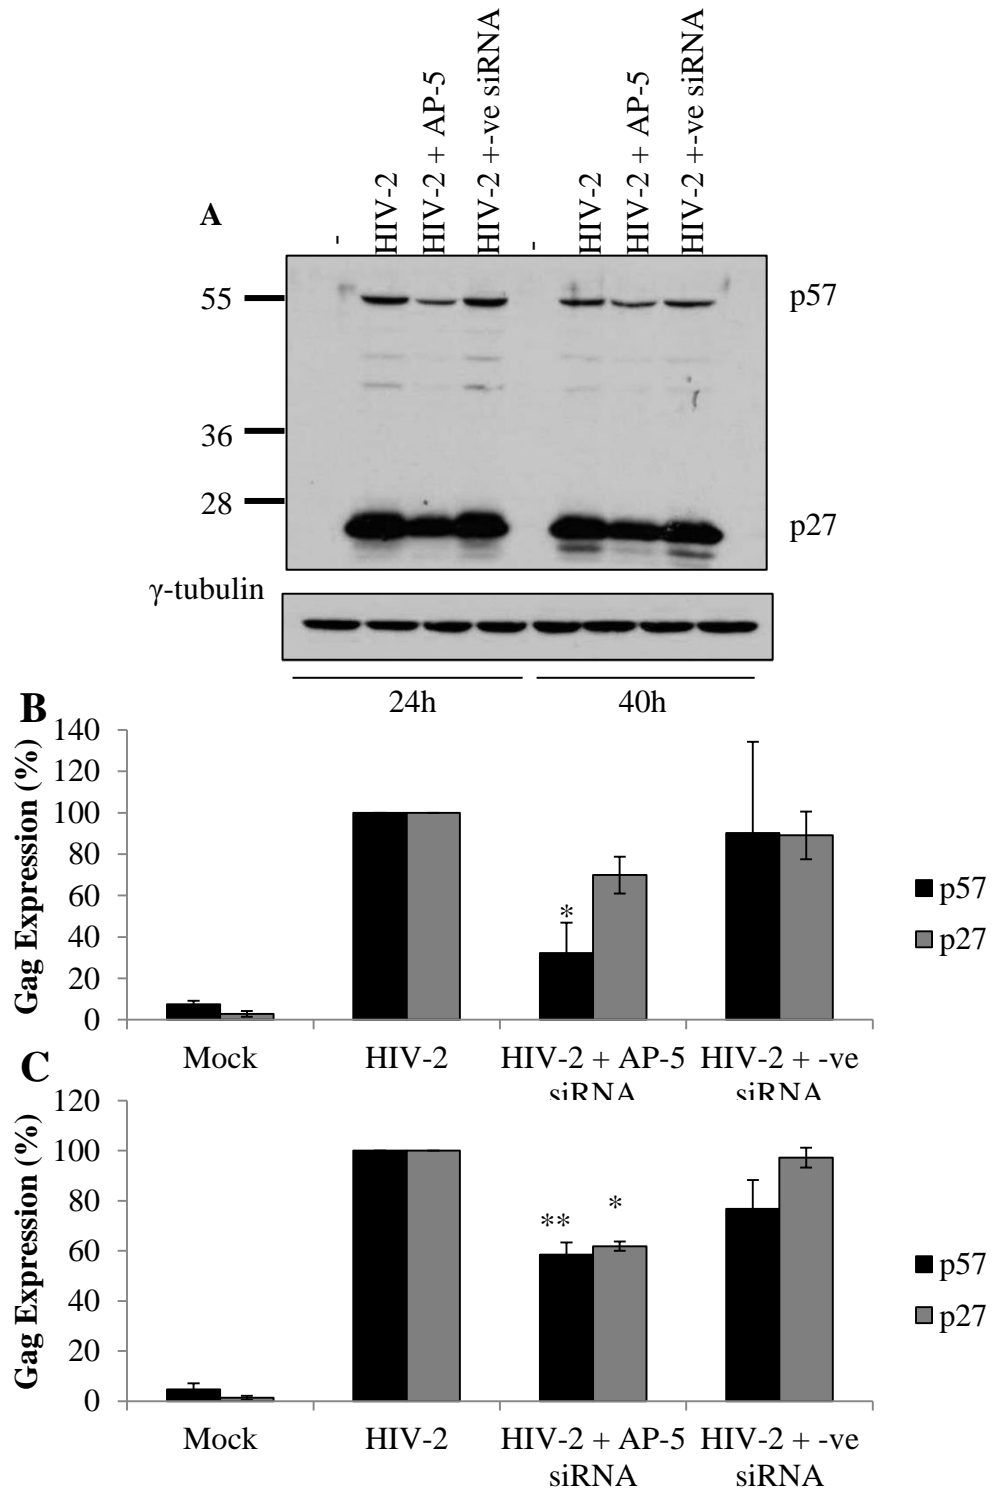 -
HIV-2
HIV-2 + AP-5
HIV-2 +-ve siRNA
-
HIV-2
HIV-2 + AP-5
HIV-2 +-ve siRNA
A
55
p57
36
28
p27
γ-tubulin
24h
40h
B
Gag Expression (%)
140
120
100
80
60
40
20
0
*
p57
p27
Mock
HIV-2
HIV-2 + AP-5
siRNA
HIV-2 + -ve
siRNA
C
Gag Expression (%)
120
100
80
60
40
20
0
**
*
p57
p27
Mock
HIV-2
HIV-2 + AP-5
siRNA
HIV-2 + -ve
siRNA